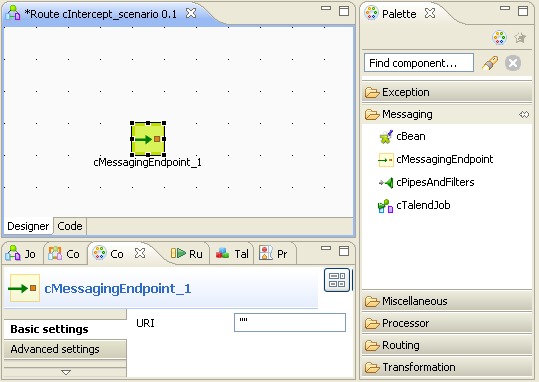 *Route cIntercept_scenario 0.1
cMessagingEndpoint_1
Designer
Code
Jo
Co
Co
Ru
Tal
Pr
cMessagingEndpoint_1
Basic settings
Advanced settings
URI
""
Palette
Find component...
Exception
Messaging
cBean
cMessagingEndpoint
cPipesAndFilters
cTalendJob
Miscellaneous
Processor
Routing
Transformation